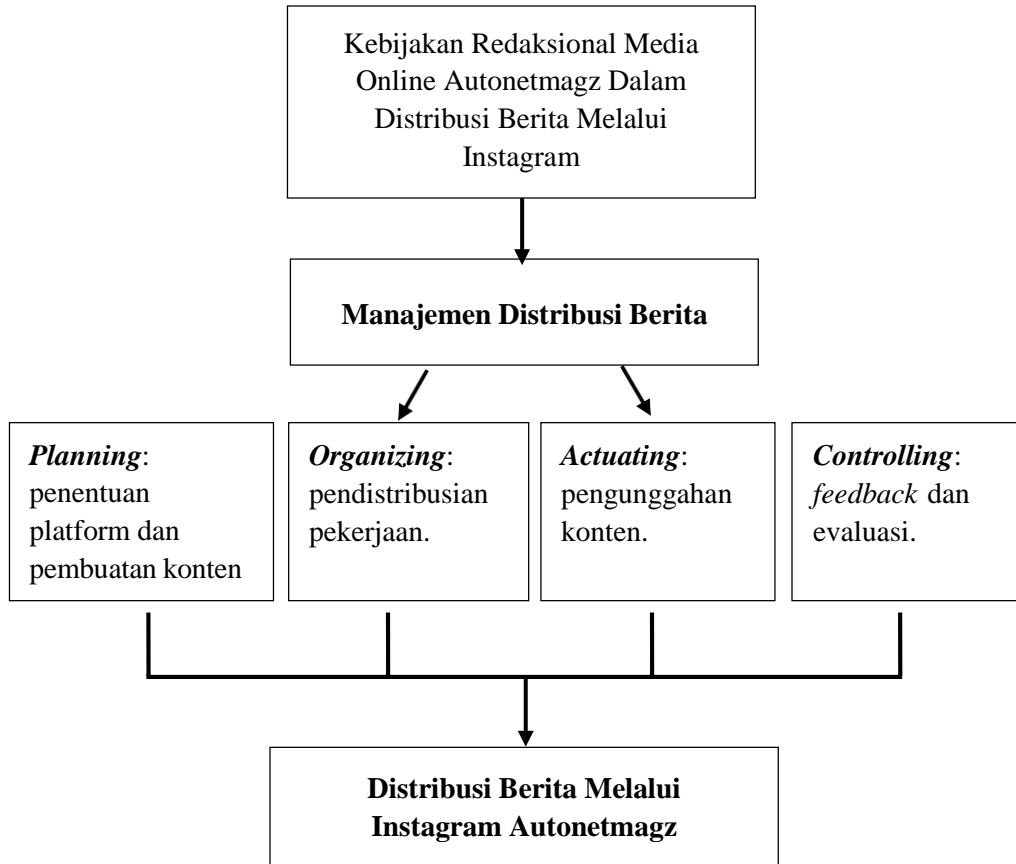 Kebijakan Redaksional Media
Online Autonetmagz Dalam
Distribusi Berita Melalui
Instagram
Manajemen Distribusi Berita
Planning:
penentuan
platform dan
pembuatan konten
Organizing:
pendistribusian
pekerjaan.
Actuating:
pengunggahan
konten.
Controlling:
feedback dan
evaluasi.
Distribusi Berita Melalui
Instagram Autonetmagz